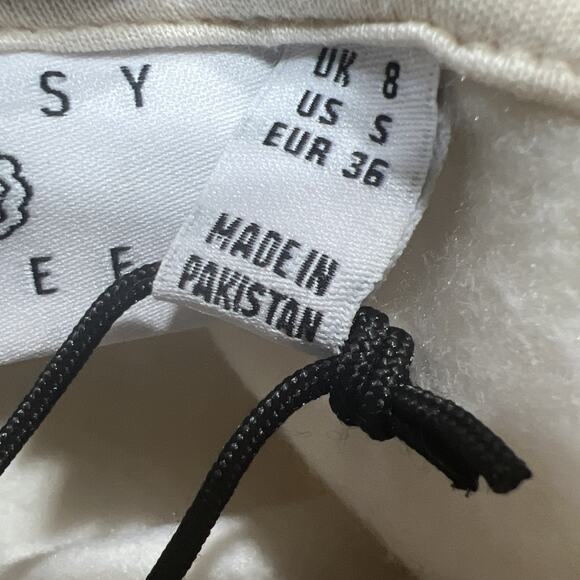 S Y
E E
UK 8
US S
EUR 36
MADE IN
PAKISTAN